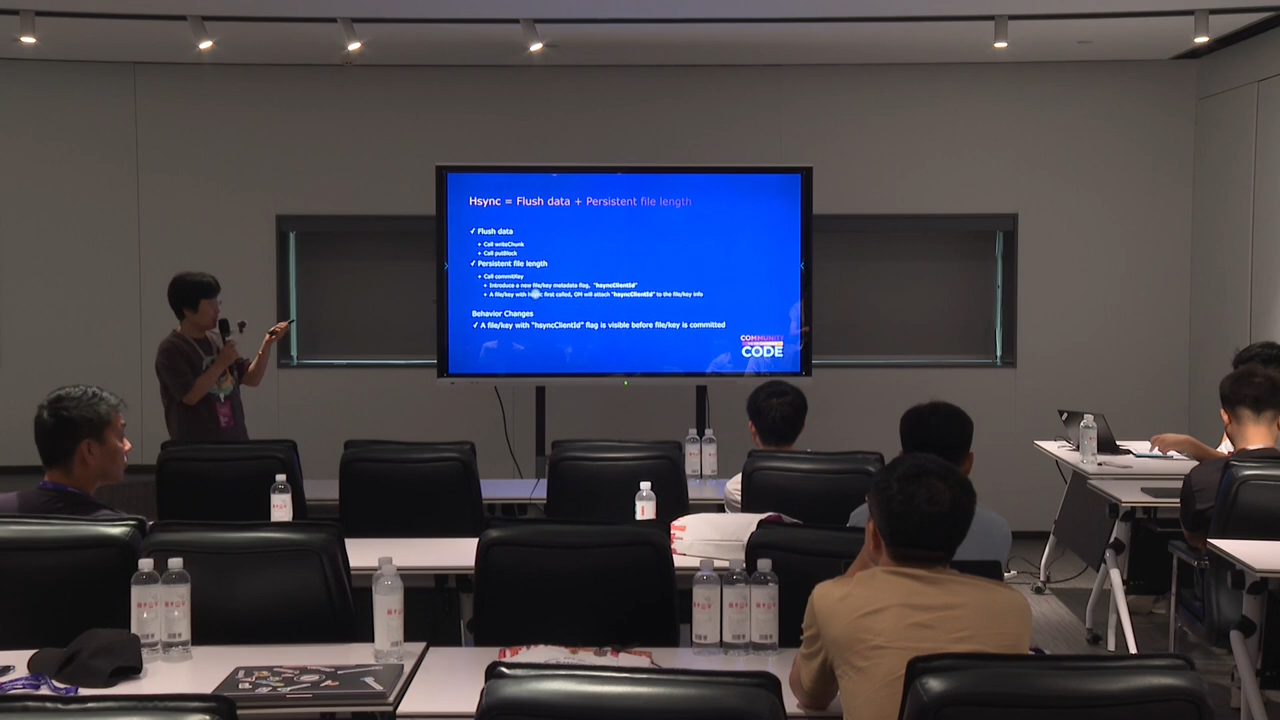 Hsync = Flush data + Persistent file length
✓ Flush data
+ Call writeChunk
+ Call putBlock
✓ Persistent file length
+ Call commitKey
+ Introduce a new file/key metadata flag, "hsyncClientId"
+ A file/key with first called, OM will attach "hsyncClientId" to the file/key info
Behavior Changes
✓ A file/key with "hsyncClientId" flag is visible before file/key is committed
COMMUNITY
CODE